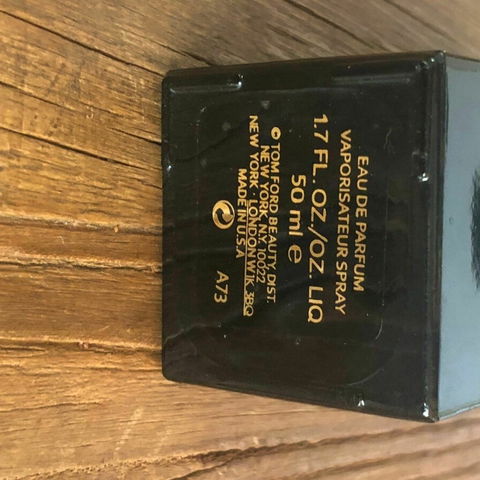 EAU DE PARFUM
VAPORISATEUR SPRAY
1.7 FL. OZ./OZ. LIQ
50 ml e
© TOM FORD BEAUTY, DIST.
NEW YORK, N.Y. 10022
NEW YORK · LONDON W1K 3BQ
MADE IN U.S.A
A73